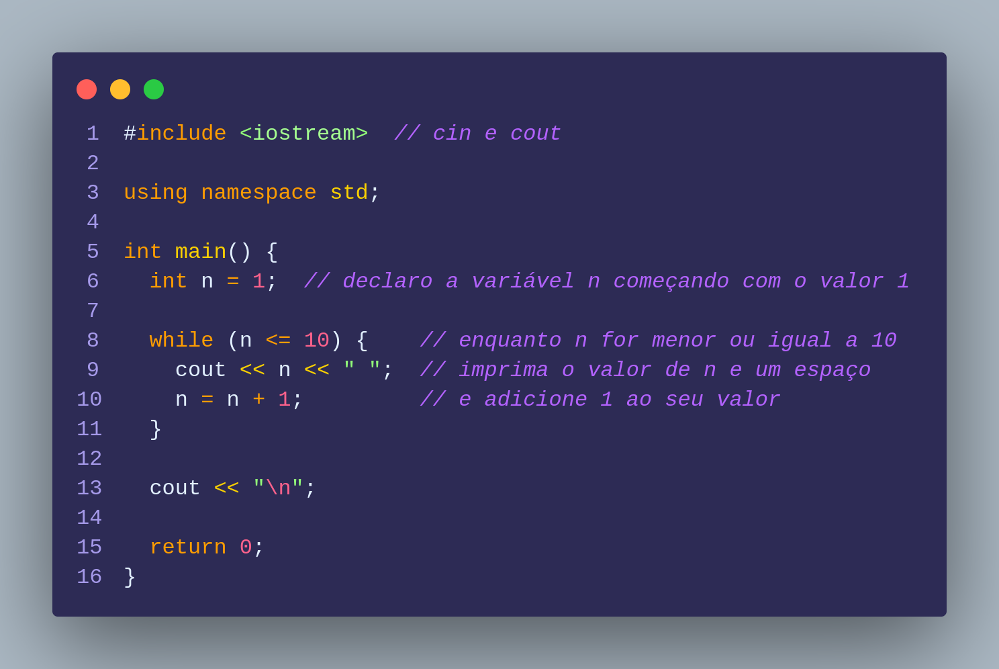 1 #include <iostream>  // cin e cout
2
3 using namespace std;
4
5 int main() {
6   int n = 1;  // declaro a variável n começando com o valor 1
7
8   while (n <= 10) {    // enquanto n for menor ou igual a 10
9     cout << n << " ";  // imprima o valor de n e um espaço
10     n = n + 1;         // e adicione 1 ao seu valor
11   }
12
13   cout << "\n";
14
15   return 0;
16 }